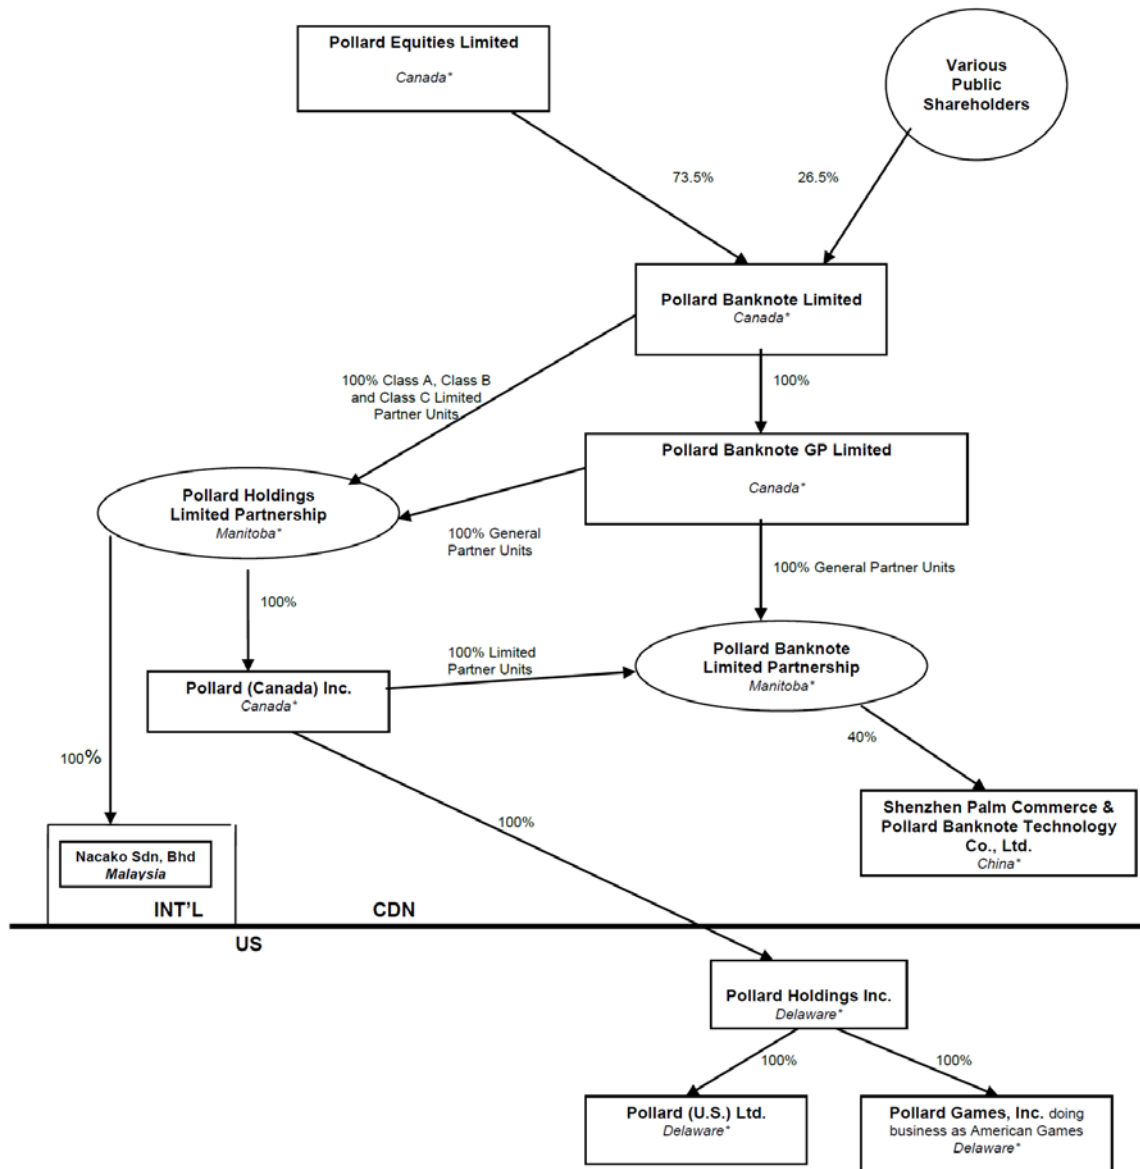 Pollard Equities Limited
Canada*
Various
Public
Shareholders
73.5%
26.5%
Pollard Banknote Limited
Canada*
100% Class A, Class B
and Class C Limited
Partner Units
100%
Pollard Banknote GP Limited
Canada*
Pollard Holdings
Limited Partnership
Manitoba*
100% General
Partner Units
100% General Partner Units
100%
100% Limited
Partner Units
Pollard Banknote
Limited Partnership
Manitoba*
Pollard (Canada) Inc.
Canada*
40%
100%
100%
Shenzhen Palm Commerce &
Pollard Banknote Technology
Co., Ltd.
China*
Nacako Sdn, Bhd
Malaysia
INT'L
CDN
US
Pollard Holdings Inc.
Delaware*
100%
100%
Pollard (U.S.) Ltd.
Delaware*
Pollard Games, Inc. doing
business as American Games
Delaware*